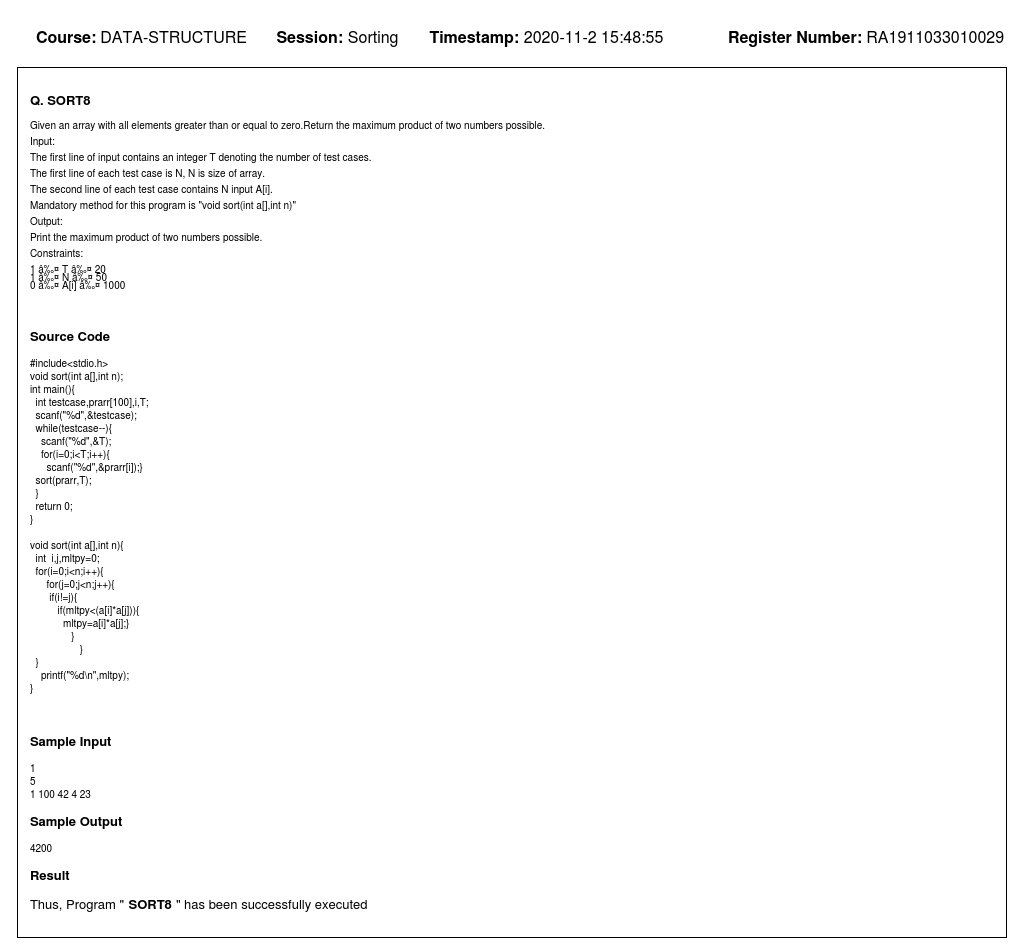 Course: DATA-STRUCTURE Session: Sorting Timestamp: 2020-11-2 15:48:55 Register Number: RA1911033010029
Q. SORT8
Given an array with all elements greater than or equal to zero.Return the maximum product of two numbers possible.
Input:
The first line of input contains an integer T denoting the number of test cases.
The first line of each test case is N, N is size of array.
The second line of each test case contains N input A[i].
Mandatory method for this program is "void sort(int a[],int n)"
Output:
Print the maximum product of two numbers possible.
Constraints:
1 â‰¤ T â‰¤ 20
1 â‰¤ N â‰¤ 50
0 â‰¤ A[i] â‰¤ 1000
Source Code
#include<stdio.h>
void sort(int a[],int n);
int main(){
int testcase,prarr[100],i,T;
scanf("%d",&testcase);
while(testcase--){
scanf("%d",&T);
for(i=0;i<T;i++){
scanf("%d",&prarr[i]);}
sort(prarr,T);
}
return 0;
}
void sort(int a[],int n){
int  i,j,mltpy=0;
for(i=0;i<n;i++){
for(j=0;j<n;j++){
if(i!=j){
if(mltpy<(a[i]*a[j])){
mltpy=a[i]*a[j];}
}
}
}
printf("%d\n",mltpy);
}
Sample Input
1
5
1 100 42 4 23
Sample Output
4200
Result
Thus, Program " SORT8 " has been successfully executed